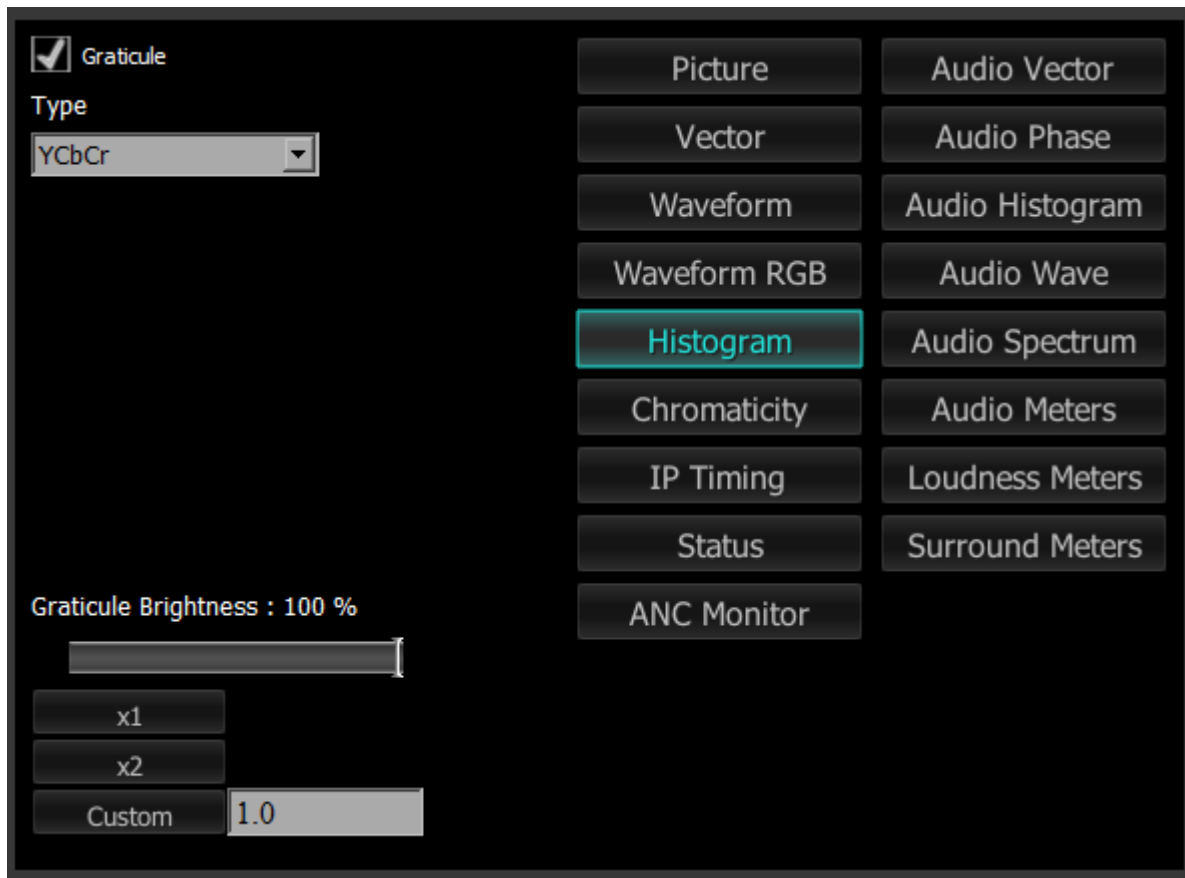 Graticule
Type
YCbCr
Graticule Brightness : 100 %
x1
x2
Custom
1.0
Picture
Vector
Waveform
Waveform RGB
Histogram
Chromaticity
IP Timing
Status
ANC Monitor
Audio Vector
Audio Phase
Audio Histogram
Audio Wave
Audio Spectrum
Audio Meters
Loudness Meters
Surround Meters